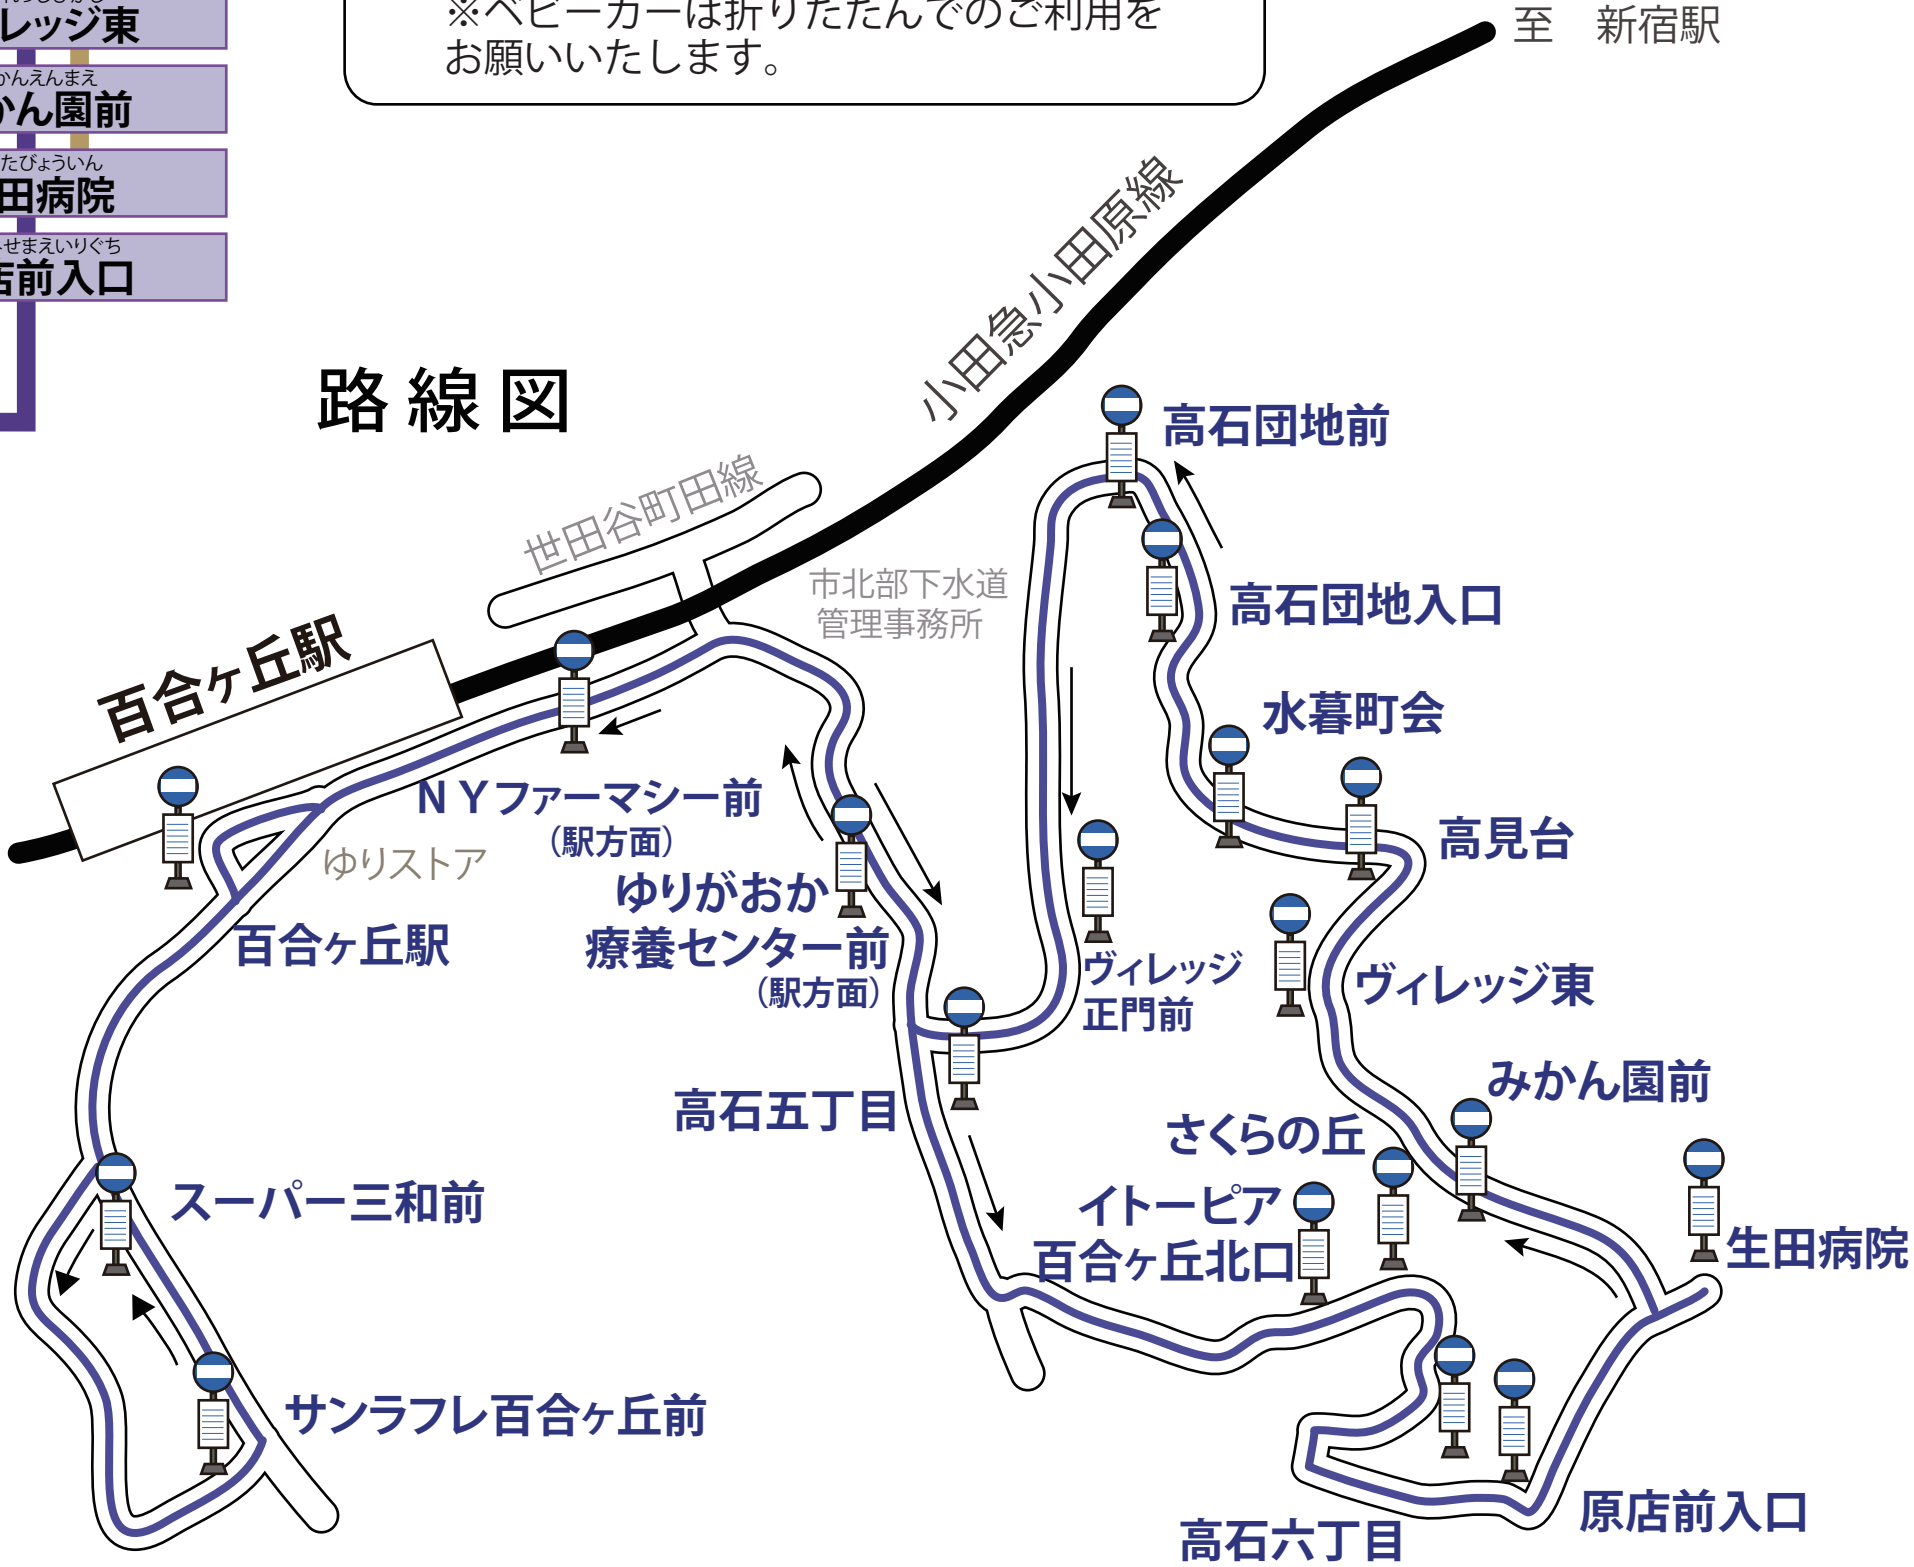 レッジ東
かんえんまえ
かん園前
たびょういん
田病院
せまえいりぐち
店前入口
※ベビーカーは折りたたんでのご利用を
お願いいたします。
至　新宿駅
小田急小田原線
路線図
世田谷町田線
市北部下水道
管理事務所
百合ヶ丘駅
高石団地前
高石団地入口
水暮町会
高見台
ＮＹファーマシー前
（駅方面）
ゆりストア
ゆりがおか
療養センター前
（駅方面）
百合ヶ丘駅
ヴィレッジ
正門前
ヴィレッジ東
高石五丁目
みかん園前
さくらの丘
イトーピア
百合ヶ丘北口
スーパー三和前
生田病院
サンラフレ百合ヶ丘前
原店前入口
高石六丁目